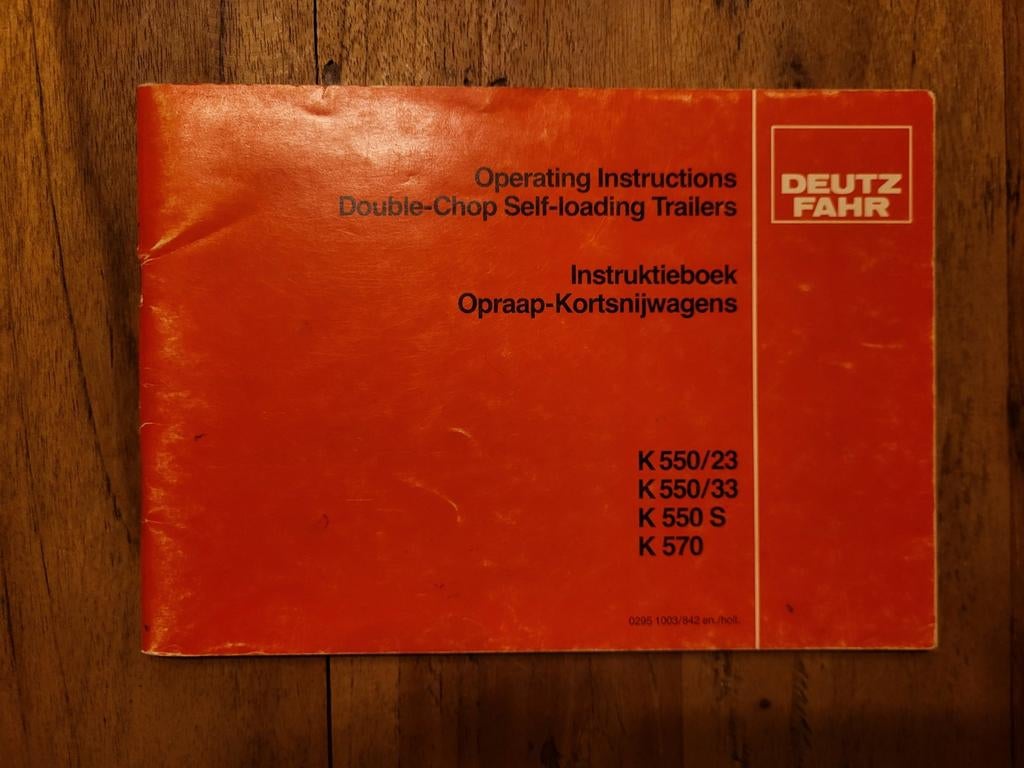 Operating Instructions
Double-Chop Self-loading Trailers
DEUTZ
FAHR
Instruktieboek
Opraap-Kortsnijwagens
K 550/23
K 550/33
K 550 S
K 570
0295 1003/842 en./holl.